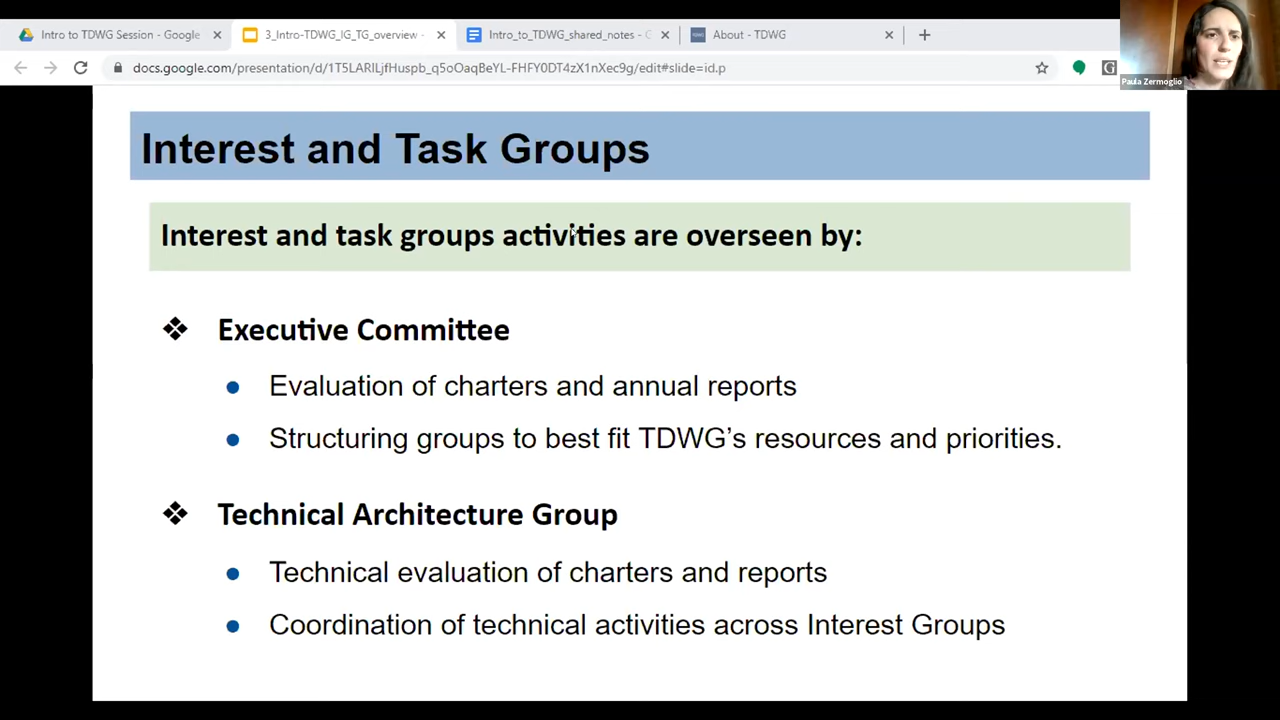 Intro to TDWG Session - Google
3_Intro-TDWG_IG_TG_overview -
Intro_to_TDWG_shared_notes - G
About - TDWG
docs.google.com/presentation/d/1T5LARlLjfHuspb_q5oOaqBeYL-FHFY0DT4zX1nXec9g/edit#slide=id.p
Paula Zermoglio
Interest and Task Groups
Interest and task groups activities are overseen by:
❖ Executive Committee
● Evaluation of charters and annual reports
● Structuring groups to best fit TDWG’s resources and priorities.
❖ Technical Architecture Group
● Technical evaluation of charters and reports
● Coordination of technical activities across Interest Groups